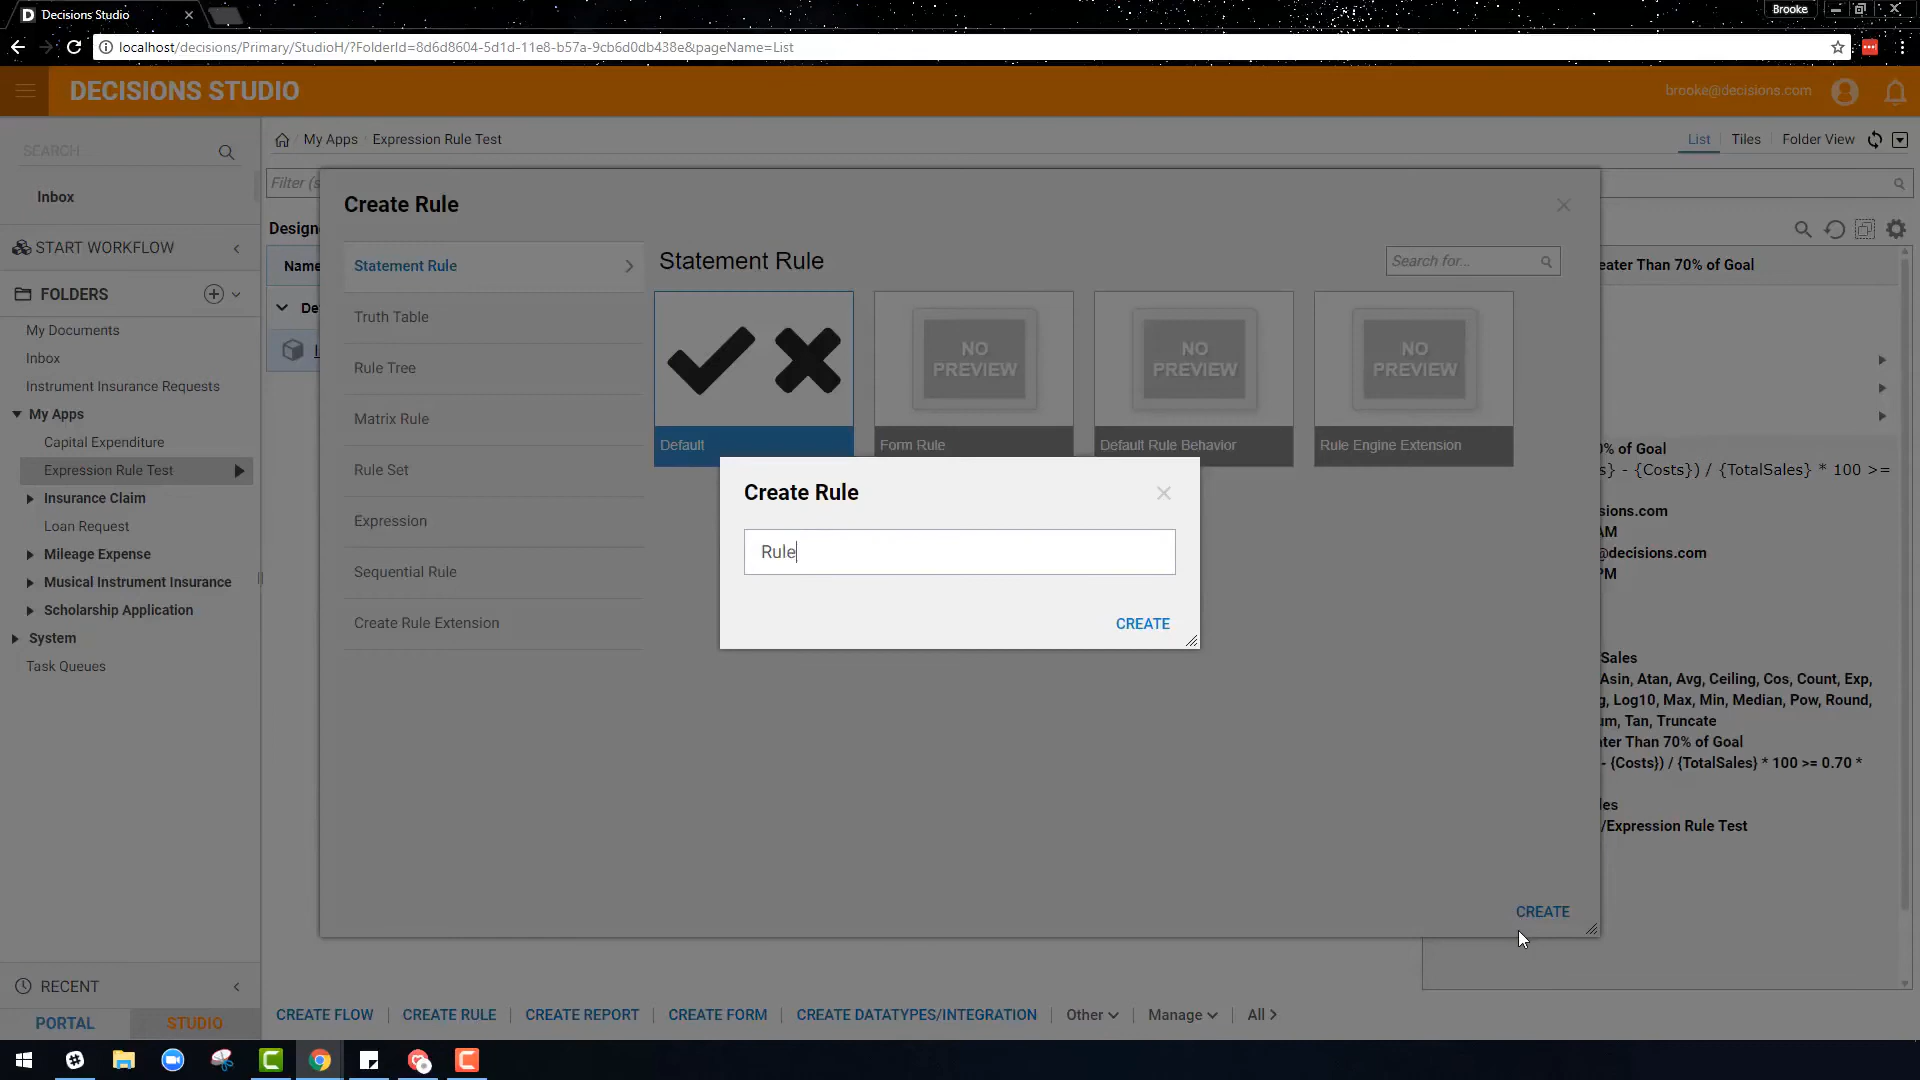 Decisions Studio
Brooke
localhost/decisions/Primary/StudioH/?FolderId=8d6d8604-5d1d-11e8-b57a-9cb6d0db438e&pageName=List
DECISIONS STUDIO
brooke@decisions.com
SEARCH
My Apps
Expression Rule Test
List
Tiles
Folder View
Inbox
Filter (s
Create Rule
START WORKFLOW
Design
Name
De
FOLDERS
My Documents
Inbox
Instrument Insurance Requests
My Apps
Capital Expenditure
Expression Rule Test
Insurance Claim
Loan Request
Mileage Expense
Musical Instrument Insurance
Scholarship Application
System
Task Queues
Statement Rule
Truth Table
Rule Tree
Matrix Rule
Rule Set
Expression
Sequential Rule
Create Rule Extension
Statement Rule
Search for...
Default
NO PREVIEW
Form Rule
NO PREVIEW
Default Rule Behavior
NO PREVIEW
Rule Engine Extension
Create Rule
Rule
CREATE
CREATE
eater Than 70% of Goal
0% of Goal
s} - {Costs}) / {TotalSales} * 100 >=
sions.com
AM
@decisions.com
PM
Sales
Asin, Atan, Avg, Ceiling, Cos, Count, Exp,
g, Log10, Max, Min, Median, Pow, Round,
um, Tan, Truncate
ater Than 70% of Goal
- {Costs}) / {TotalSales} * 100 >= 0.70 *
les
/Expression Rule Test
RECENT
PORTAL
STUDIO
CREATE FLOW
CREATE RULE
CREATE REPORT
CREATE FORM
CREATE DATATYPES/INTEGRATION
Other
Manage
All